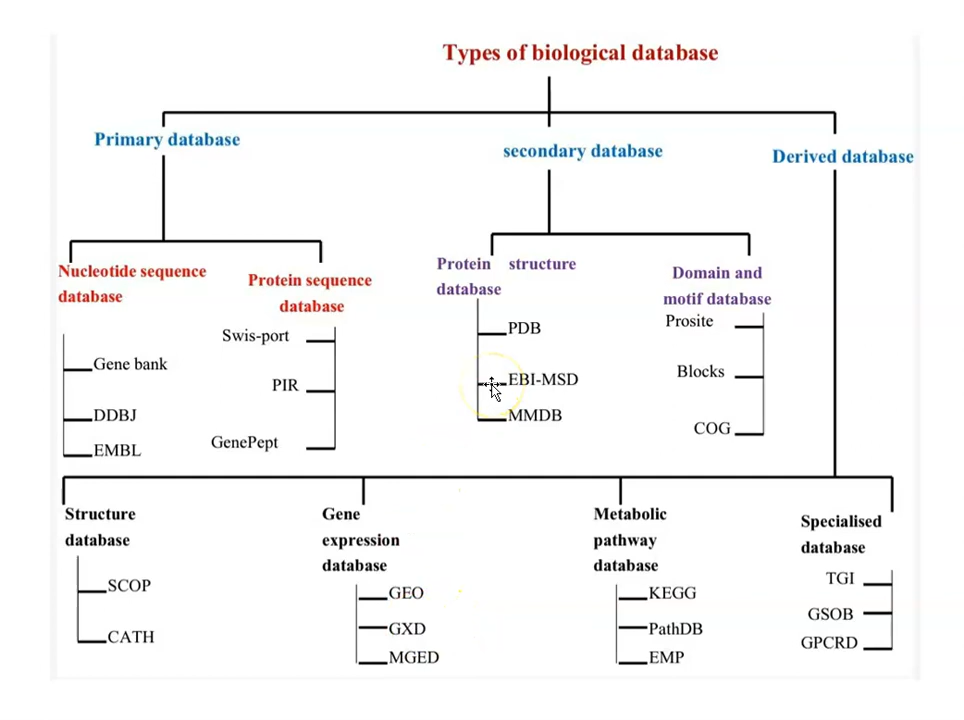 Types of biological database
Primary database
secondary database
Derived database
Nucleotide sequence
database
Protein sequence
database
Protein structure
database
Domain and
motif database
Gene bank
DDBJ
EMBL
Swis-port
PIR
GenePept
PDB
EBI-MSD
MMDB
Prosite
Blocks
COG
Structure
database
Gene
expression
database
Metabolic
pathway
database
Specialised
database
SCOP
CATH
GEO
GXD
MGED
KEGG
PathDB
EMP
TGI
GSOB
GPCRD